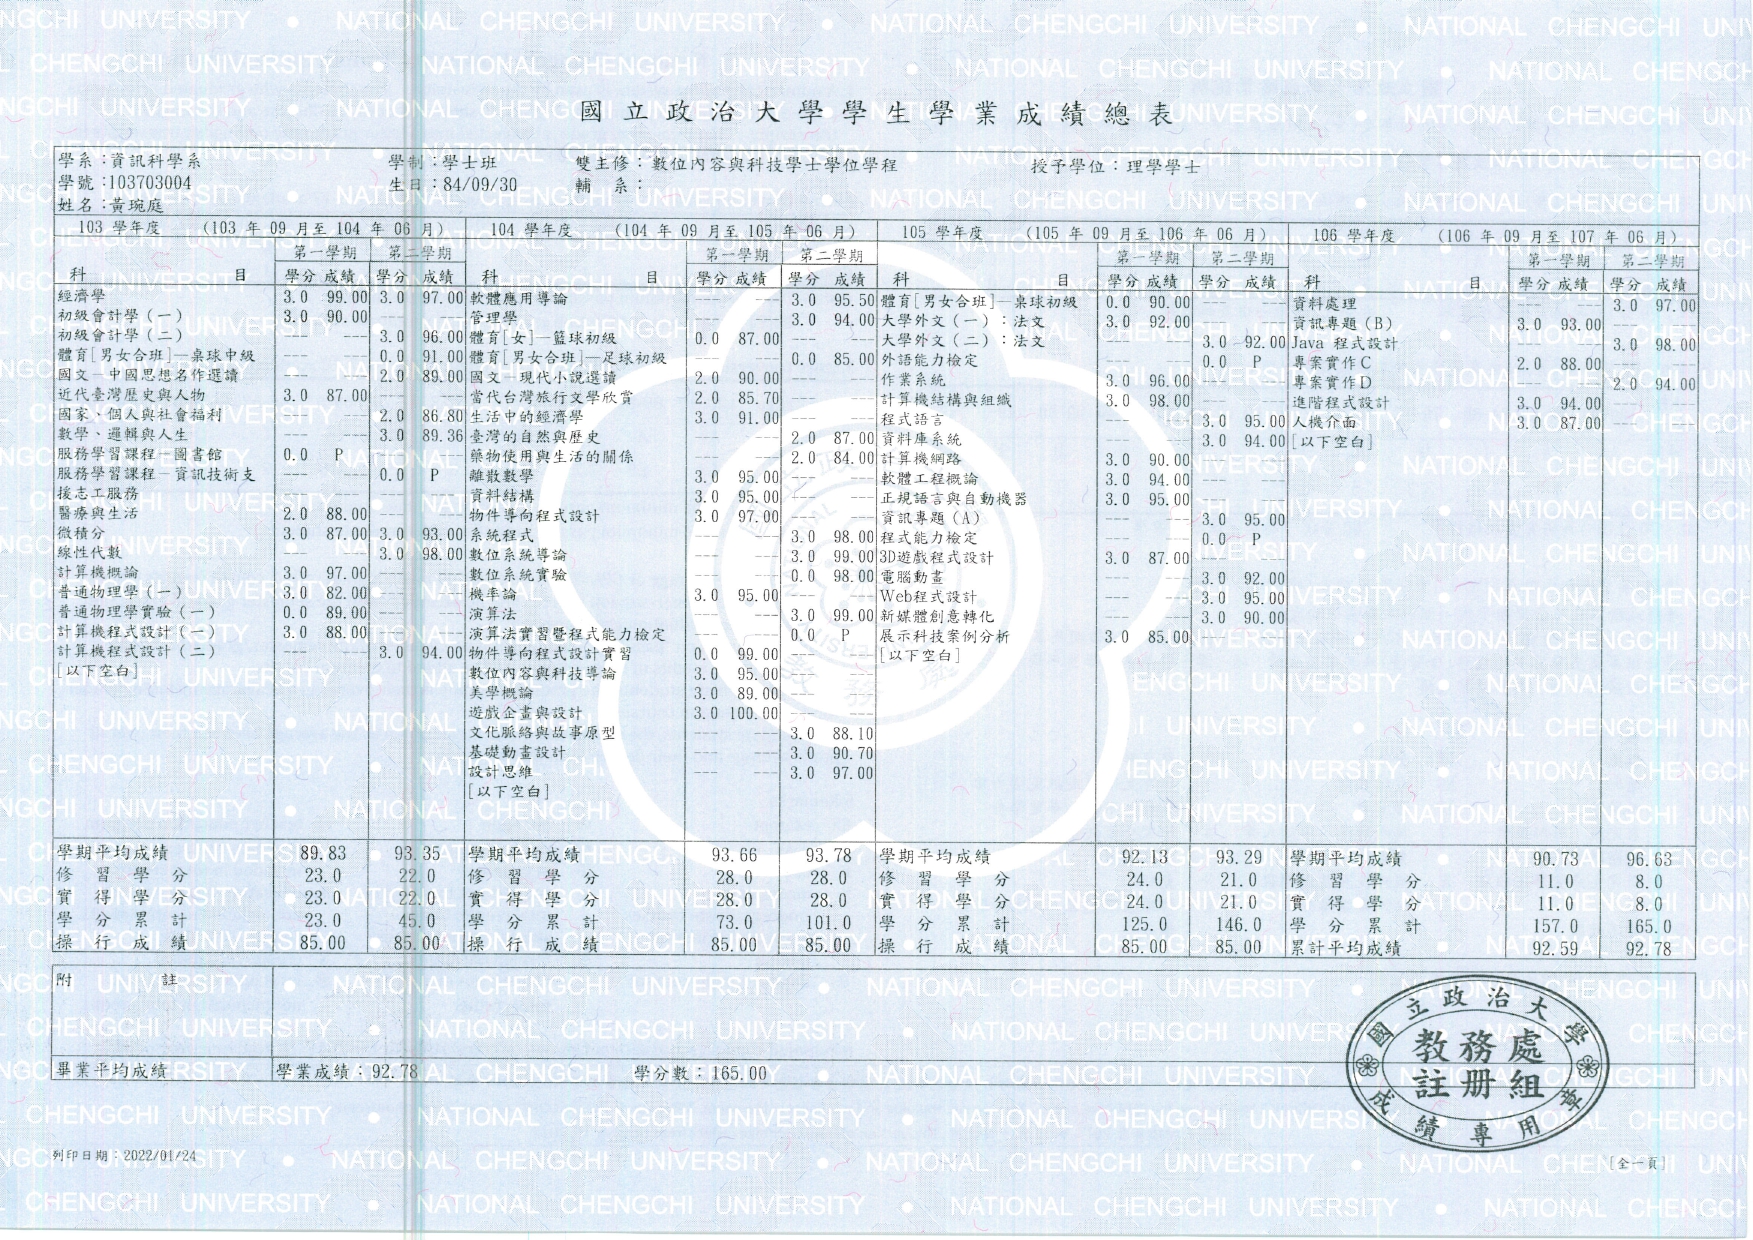 國立政治大學學生學業成績總表
學系：資訊科學系 學制：學士班 雙主修：數位內容與科技學士學位學程 授予學位：理學學士
學號：103703004 生日：84/09/30 輔 系：
姓名：黃琬庭
103 學年度 (103 年 09 月至 104 年 06 月) 104 學年度 (104 年 09 月至 105 年 06 月) 105 學年度 (105 年 09 月至 106 年 06 月) 106 學年度 (106 年 09 月至 107 年 06 月)
第一學期 第二學期 第一學期 第二學期 第一學期 第二學期 第一學期 第二學期
科 目 學分 成績 學分 成績 科 目 學分 成績 學分 成績 科 目 學分 成績 學分 成績 科 目 學分 成績 學分 成績
經濟學 3.0 99.00 3.0 97.00
初級會計學（一） 3.0 90.00 --- ---
初級會計學（二） --- --- 3.0 96.00
體育[男女合班]—桌球中級 --- --- 0.0 91.00
國文—中國思想名作選讀 --- --- 2.0 89.00
近代臺灣歷史與人物 3.0 87.00 --- ---
國家、個人與社會福利 --- --- 2.0 86.80
數學、邏輯與人生 --- --- 3.0 89.36
服務學習課程—圖書館 0.0 P --- ---
服務學習課程—資訊技術支 --- --- 0.0 P
援志工服務
醫療與生活 2.0 88.00 --- ---
微積分 3.0 87.00 3.0 93.00
線性代數 --- --- 3.0 98.00
計算機概論 3.0 97.00 --- ---
普通物理學（一） 3.0 82.00 --- ---
普通物理學實驗（一） 0.0 89.00 --- ---
計算機程式設計（一） 3.0 88.00 --- ---
計算機程式設計（二） --- --- 3.0 94.00
[以下空白]
軟體應用導論 --- --- 3.0 95.50
管理學 --- --- 3.0 94.00
體育[女]—籃球初級 0.0 87.00 --- ---
體育[男女合班]—足球初級 --- --- 0.0 85.00
國文—現代小說選讀 2.0 90.00 --- ---
當代台灣旅行文學欣賞 2.0 85.70 --- ---
生活中的經濟學 3.0 91.00 --- ---
臺灣的自然與歷史 --- --- 2.0 87.00
藥物使用與生活的關係 --- --- 2.0 84.00
離散數學 3.0 95.00 --- ---
資料結構 3.0 95.00 --- ---
物件導向程式設計 3.0 97.00 --- ---
系統程式 --- --- 3.0 98.00
數位系統導論 --- --- 3.0 99.00
數位系統實驗 --- --- 0.0 98.00
機率論 3.0 95.00 --- ---
演算法 --- --- 3.0 99.00
演算法實習暨程式能力檢定 --- --- 0.0 P
物件導向程式設計實習 0.0 99.00 --- ---
數位內容與科技導論 3.0 95.00 --- ---
美學概論 3.0 89.00 --- ---
遊戲企畫與設計 3.0 100.00 --- ---
文化脈絡與故事原型 --- --- 3.0 88.10
基礎動畫設計 --- --- 3.0 90.70
設計思維 --- --- 3.0 97.00
[以下空白]
體育[男女合班]—桌球初級 0.0 90.00 --- ---
大學外文（一）：法文 3.0 92.00 --- ---
大學外文（二）：法文 --- --- 3.0 92.00
外語能力檢定 --- --- 0.0 P
作業系統 3.0 96.00 --- ---
計算機結構與組織 3.0 98.00 --- ---
程式語言 --- --- 3.0 95.00
資料庫系統 --- --- 3.0 94.00
計算機網路 3.0 90.00 --- ---
軟體工程概論 3.0 94.00 --- ---
正規語言與自動機器 3.0 95.00 --- ---
資訊專題（A） --- --- 3.0 95.00
程式能力檢定 --- --- 0.0 P
3D遊戲程式設計 3.0 87.00 --- ---
電腦動畫 --- --- 3.0 92.00
Web程式設計 --- --- 3.0 95.00
新媒體創意轉化 --- --- 3.0 90.00
展示科技案例分析 3.0 85.00 --- ---
[以下空白]
資料處理 --- --- 3.0 97.00
資訊專題（B） 3.0 93.00 --- ---
Java 程式設計 --- --- 3.0 98.00
專案實作C 2.0 88.00 --- ---
專案實作D --- --- 2.0 94.00
進階程式設計 3.0 94.00 --- ---
人機介面 3.0 87.00 --- ---
[以下空白]
學期平均成績 89.83 93.35 學期平均成績 93.66 93.78 學期平均成績 92.13 93.29 學期平均成績 90.73 96.63
修 習 學 分 23.0 22.0 修 習 學 分 28.0 28.0 修 習 學 分 24.0 21.0 修 習 學 分 11.0 8.0
實 得 學 分 23.0 22.0 實 得 學 分 28.0 28.0 實 得 學 分 24.0 21.0 實 得 學 分 11.0 8.0
學 分 累 計 23.0 45.0 學 分 累 計 73.0 101.0 學 分 累 計 125.0 146.0 學 分 累 計 157.0 165.0
操 行 成 績 85.00 85.00 操 行 成 績 85.00 85.00 操 行 成 績 85.00 85.00 累計平均成績 92.59 92.78
附 註
畢業平均成績 學業成績：92.78 學分數：165.00
國立政治大學
教務處
註冊組
成績專用章
列印日期：2022/01/24
[全一頁]